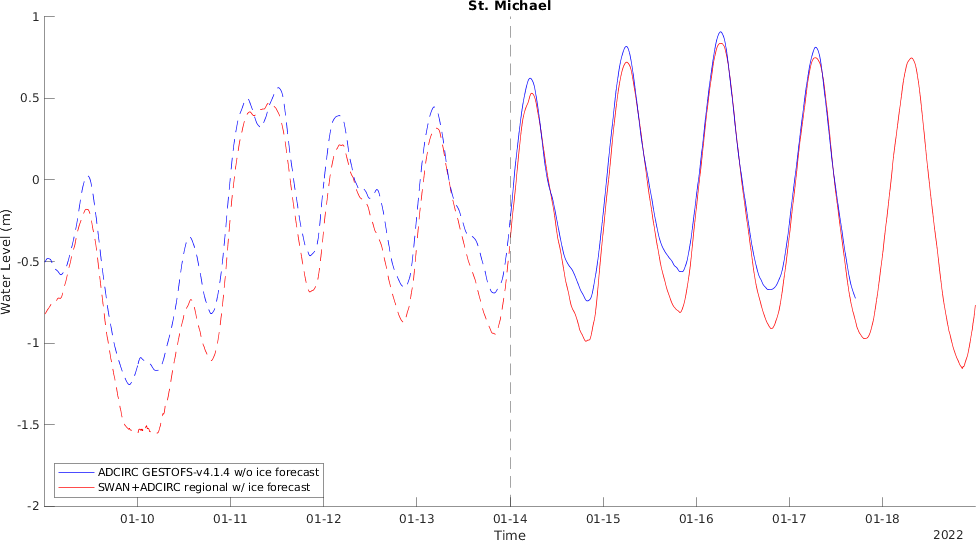 St. Michael
1
0.5
0
-0.5
-1
-1.5
-2
Water Level (m)
ADCIRC GESTOFS-v4.1.4 w/o ice forecast
SWAN+ADCIRC regional w/ ice forecast
01-10 01-11 01-12 01-13 01-14 01-15 01-16 01-17 01-18
Time
2022